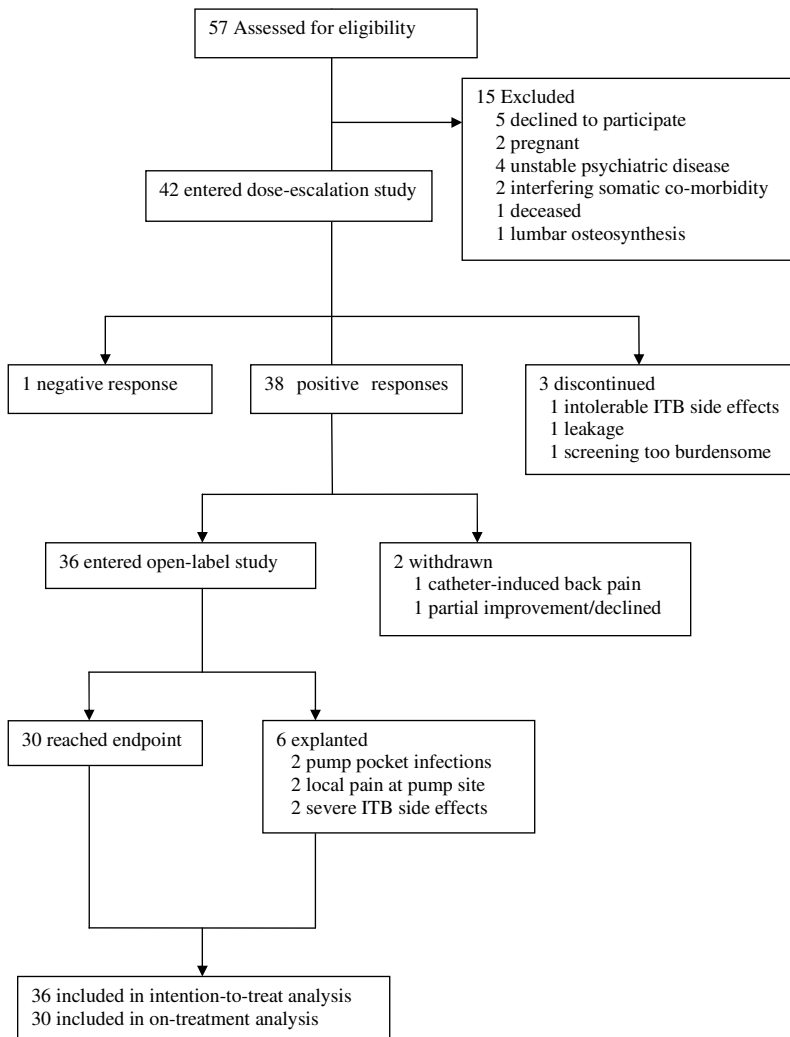 57 Assessed for eligibility
15 Excluded
5 declined to participate
2 pregnant
4 unstable psychiatric disease
2 interfering somatic co-morbidity
1 deceased
1 lumbar osteosynthesis
42 entered dose-escalation study
1 negative response
38 positive responses
3 discontinued
1 intolerable ITB side effects
1 leakage
1 screening too burdensome
36 entered open-label study
2 withdrawn
1 catheter-induced back pain
1 partial improvement/declined
30 reached endpoint
6 explanted
2 pump pocket infections
2 local pain at pump site
2 severe ITB side effects
36 included in intention-to-treat analysis
30 included in on-treatment analysis